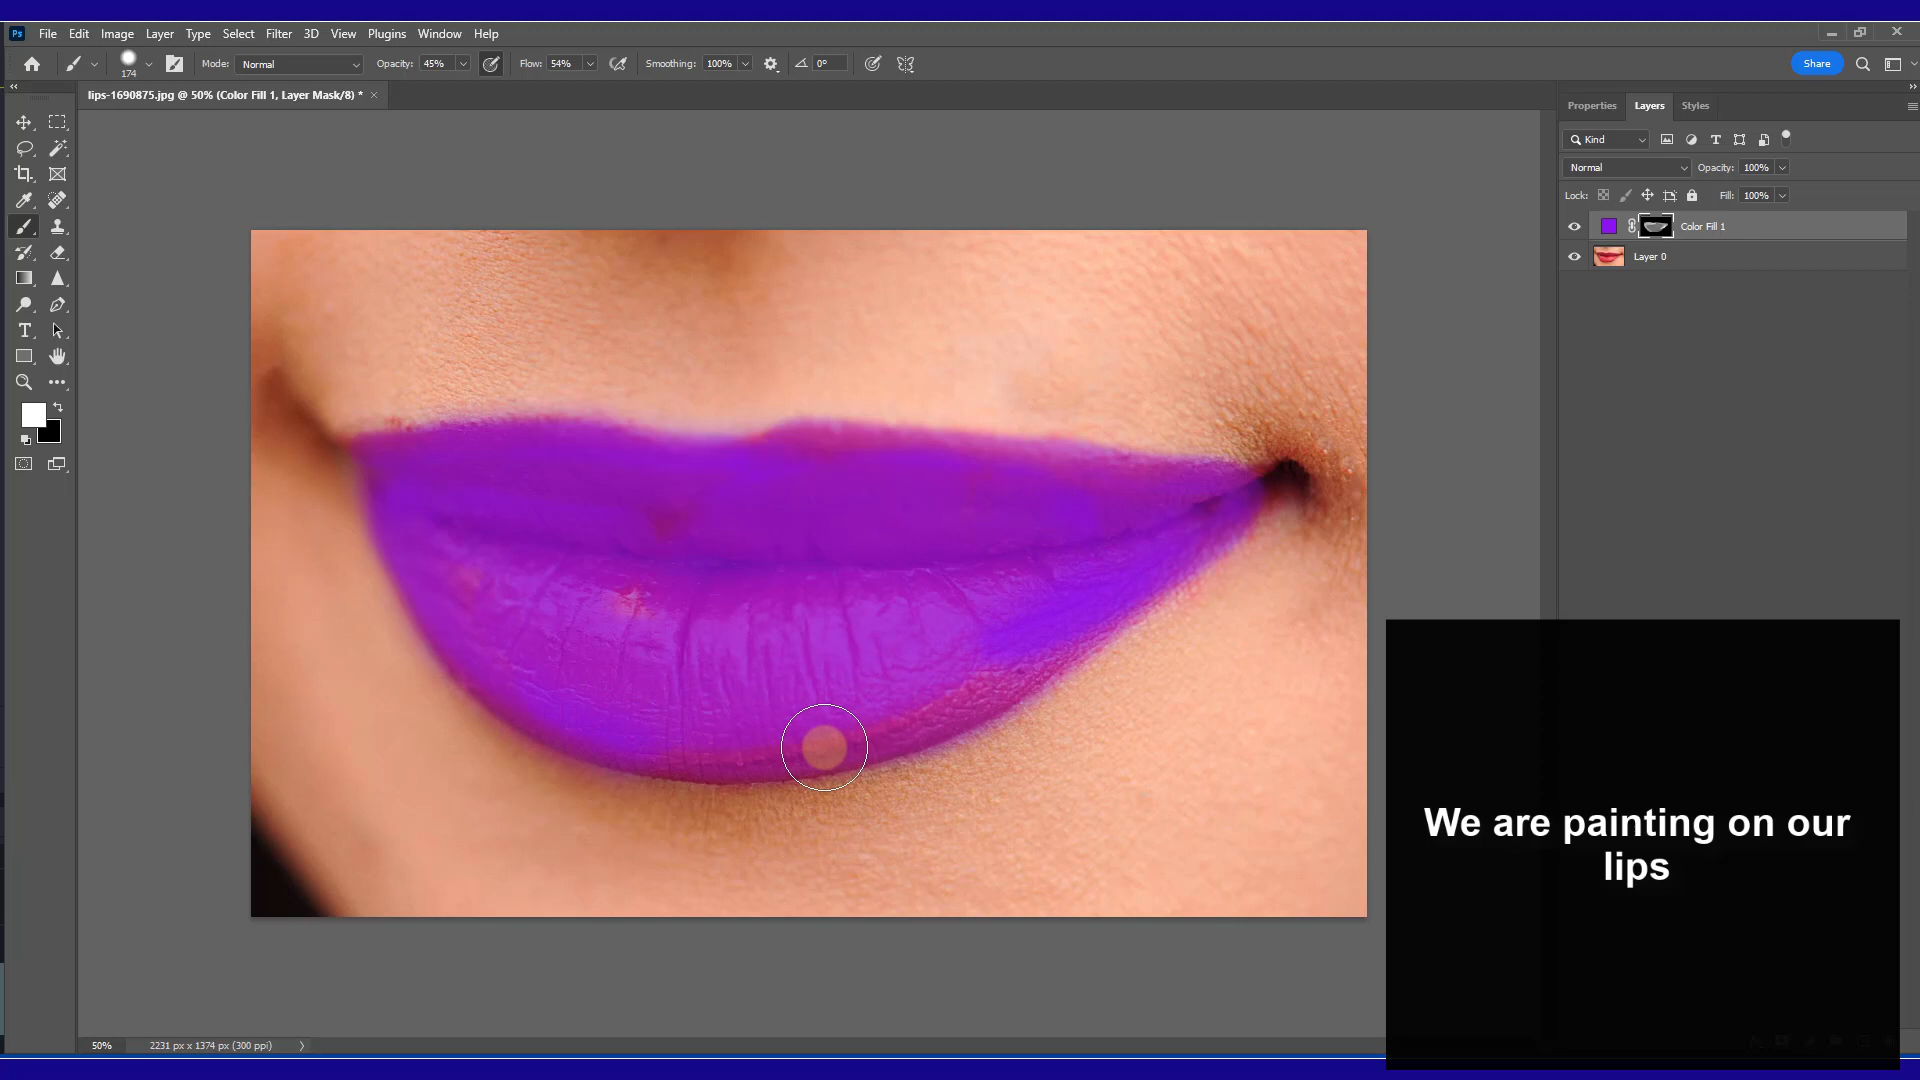 Ps File Edit Image Layer Type Select Filter 3D View Plugins Window Help
174 Mode: Normal Opacity: 45% Flow: 54% Smoothing: 100% 0° Share
lips-1690875.jpg @ 50% (Color Fill 1, Layer Mask/8) * ×
Properties Layers Styles
Kind
Normal Opacity: 100%
Lock: Fill: 100%
Color Fill 1
Layer 0
We are painting on our
lips
50% 2231 px x 1374 px (300 ppi)